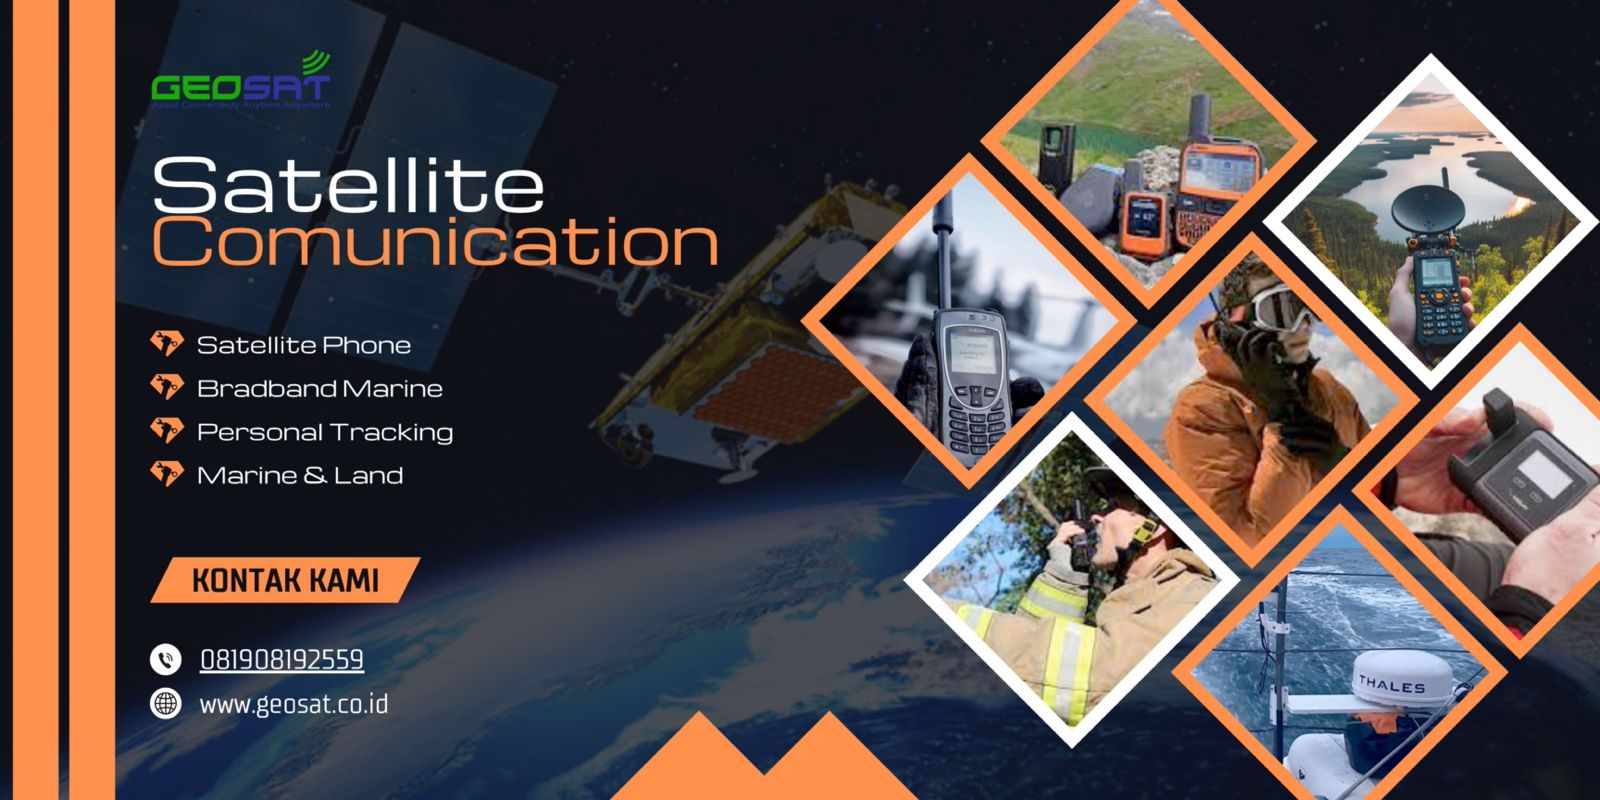 GEOSAT
Asset Connectivity Anytime Anywhere
Satellite
Comunication
Satellite Phone
Bradband Marine
Personal Tracking
Marine & Land
KONTAK KAMI
081908192559
www.geosat.co.id
THALES